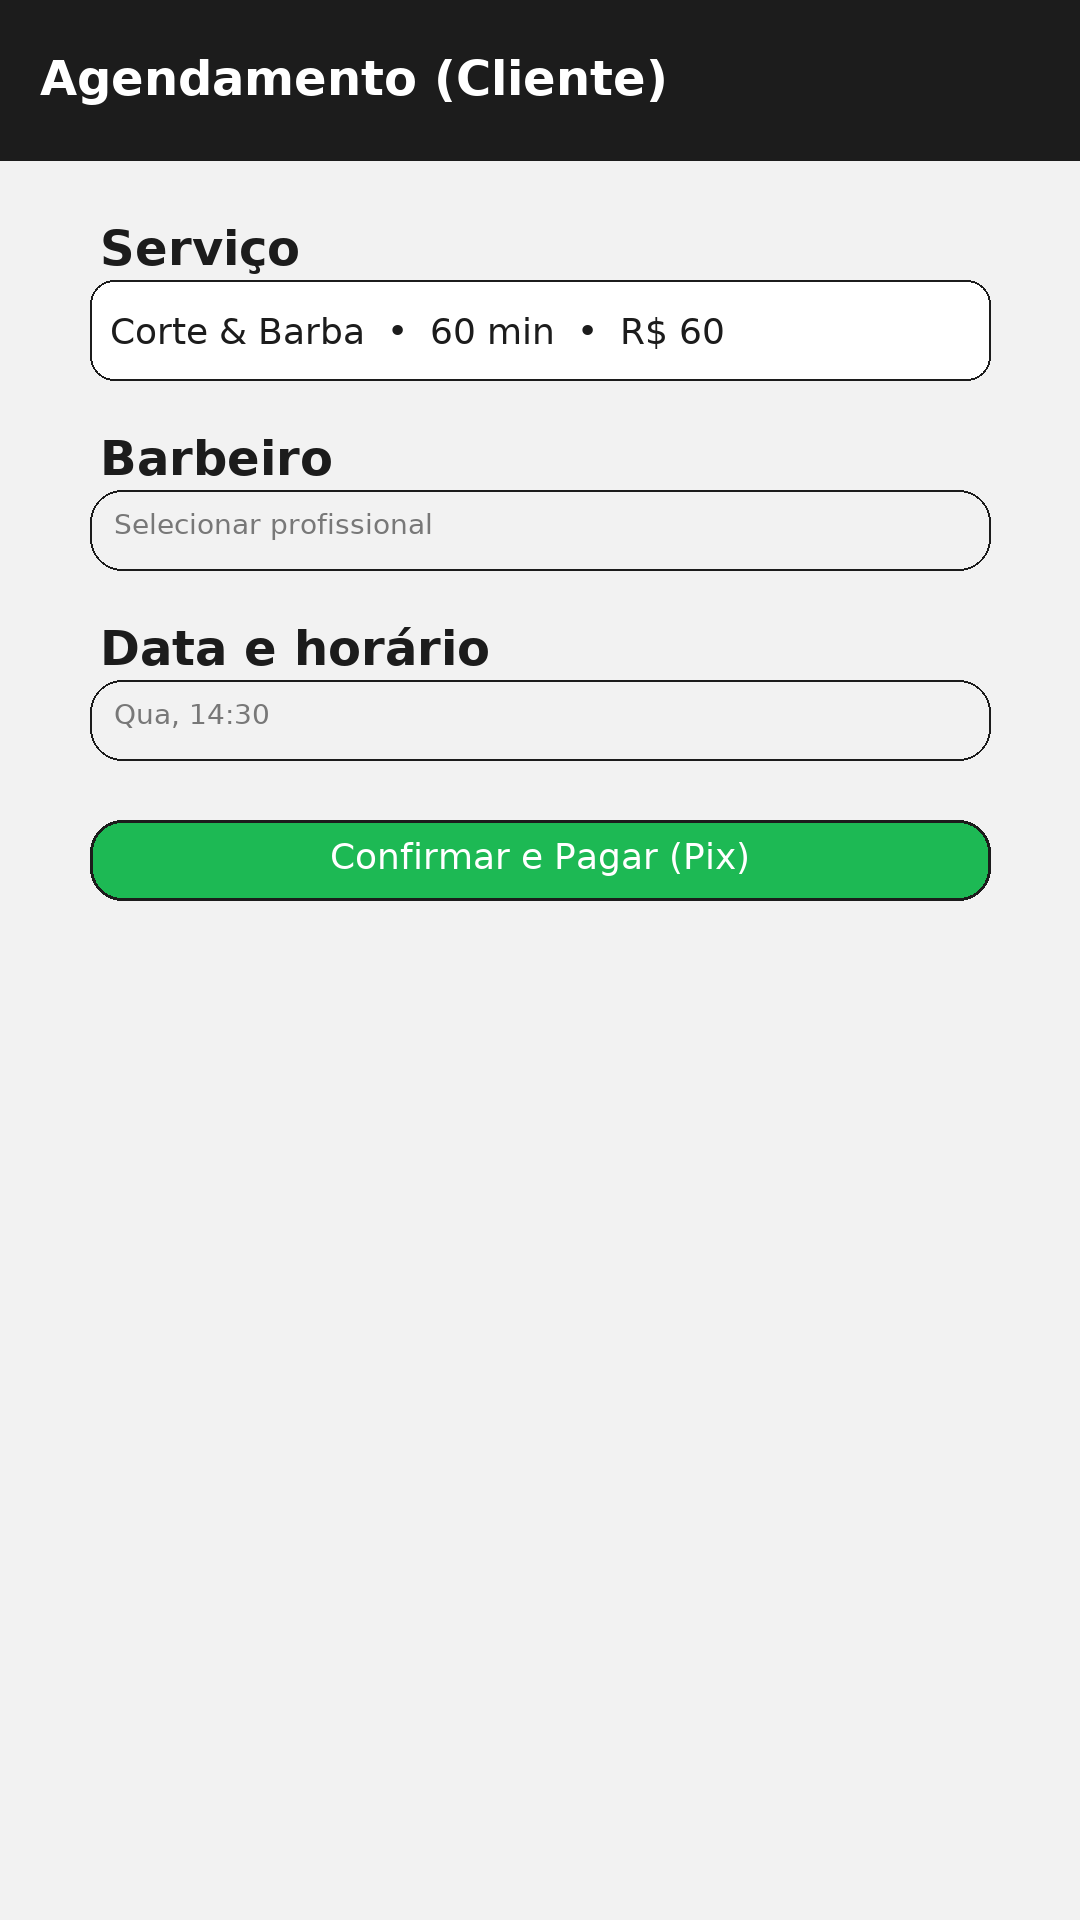 Agendamento (Cliente)
Serviço
Corte & Barba • 60 min • R$ 60
Barbeiro
Selecionar profissional
Data e horário
Qua, 14:30
Confirmar e Pagar (Pix)